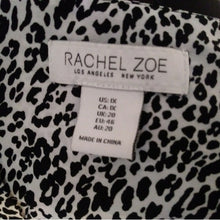 RACHEL ZOE
LOS ANGELES NEW YORK
US: 1X
CA: 1X
UK: 20
EU: 48
AU: 20
MADE IN CHINA